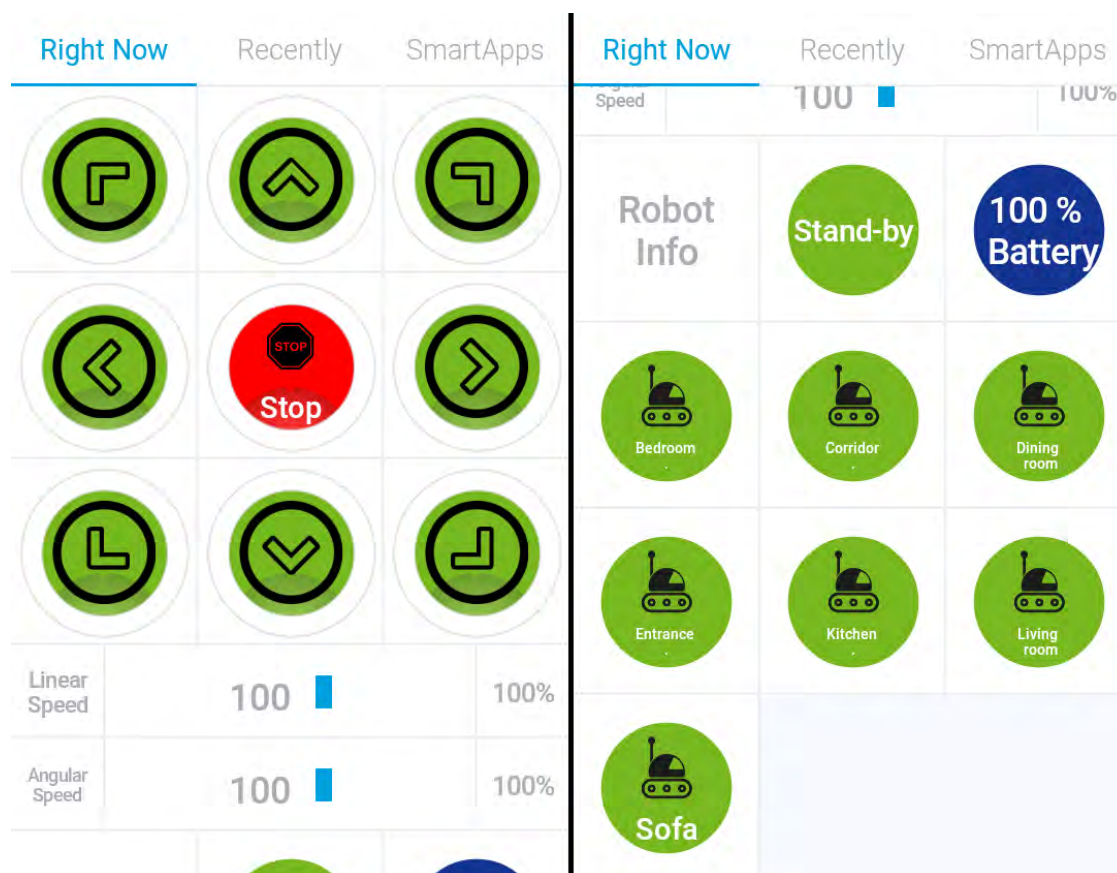 Right Now
Recently
SmartApps
STOP
Stop
Linear
Speed
100
100%
Angular
Speed
100
100%
Right Now
Recently
SmartApps
Speed
100
100%
Robot
Info
Stand-by
100 %
Battery
Bedroom
.
Corridor
.
Dining
room
Entrance
.
Kitchen
.
Living
room
Sofa